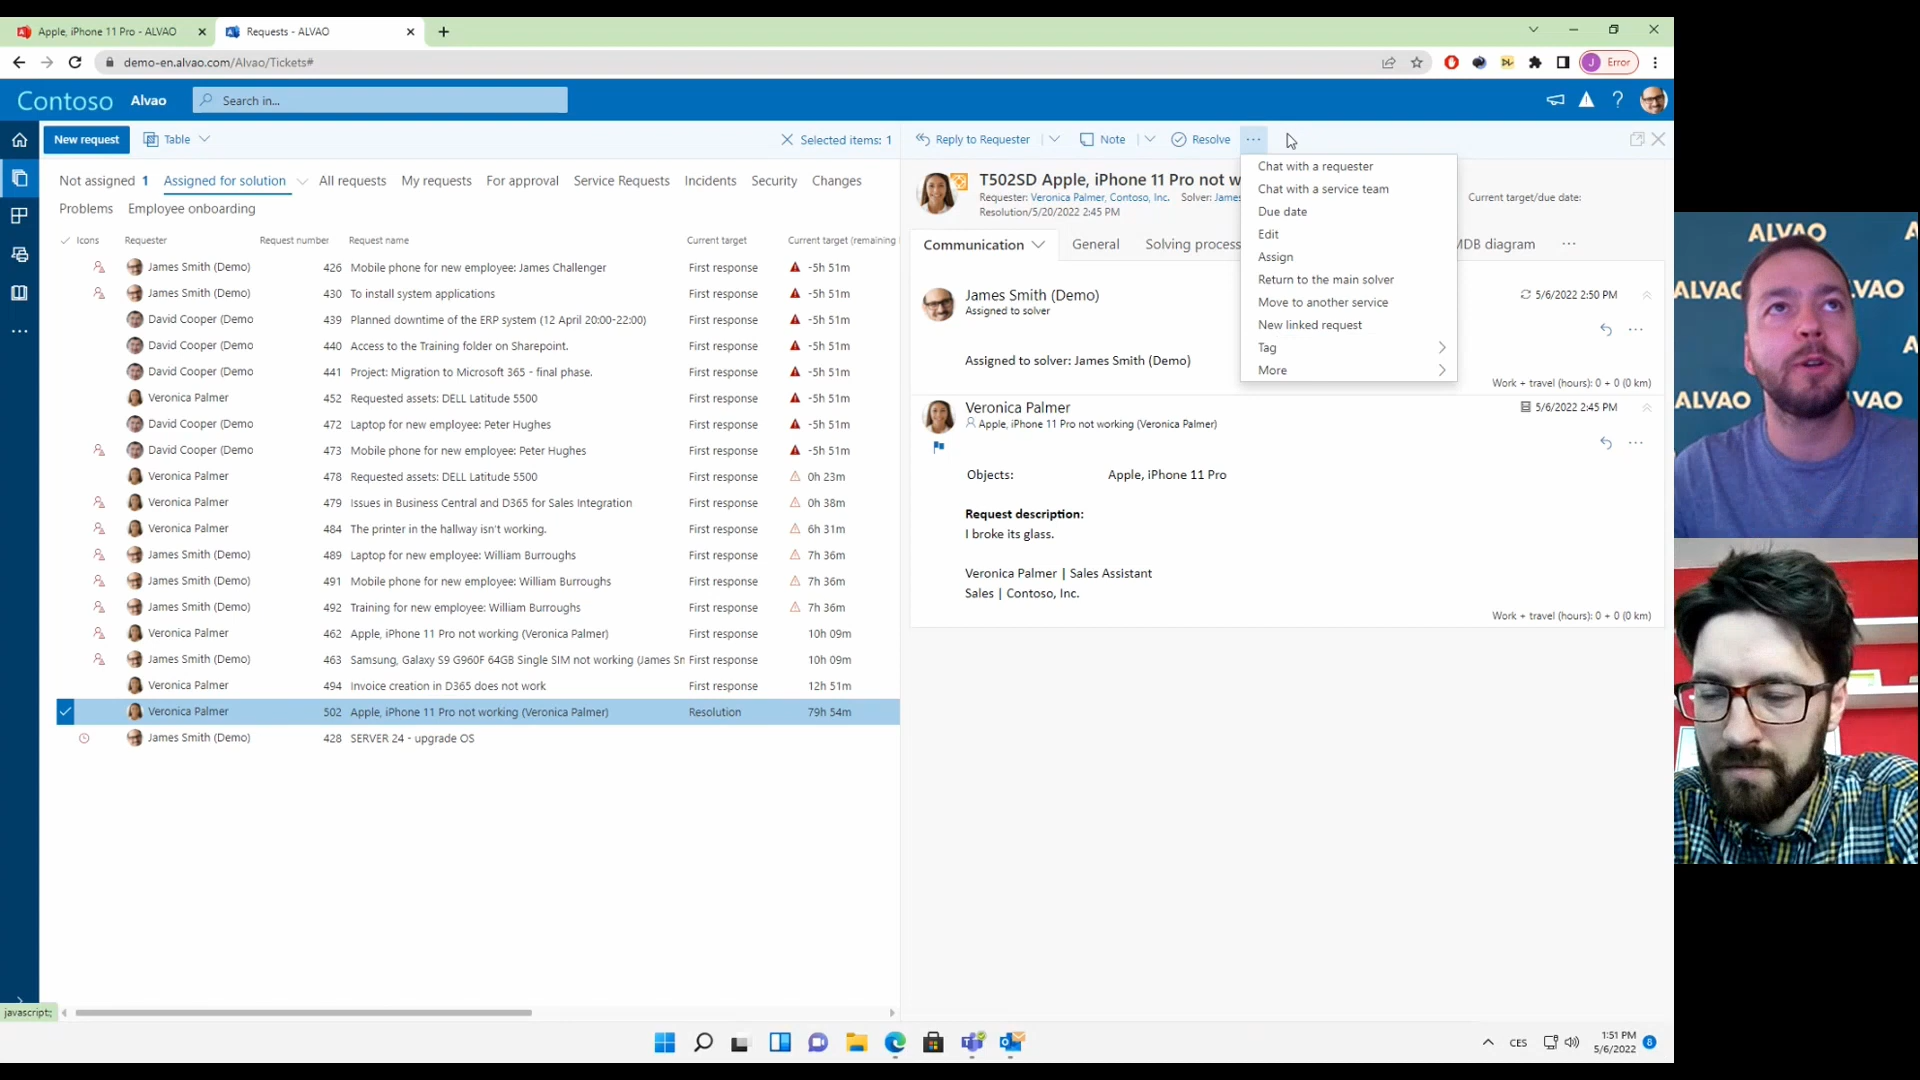 Apple, iPhone 11 Pro - ALVAO
Requests - ALVAO
demo-en.alvao.com/Alvao/Tickets#
J Error
Contoso Alvao Search in...
New request Table Selected items: 1
Reply to Requester Note Resolve
Not assigned 1 Assigned for solution All requests My requests For approval Service Requests Incidents Security Changes
Problems Employee onboarding
Icons Requester Request number Request name Current target Current target (remaining
James Smith (Demo) 426 Mobile phone for new employee: James Challenger First response -5h 51m
James Smith (Demo) 430 To install system applications First response -5h 51m
David Cooper (Demo 439 Planned downtime of the ERP system (12 April 20:00-22:00) First response -5h 51m
David Cooper (Demo 440 Access to the Training folder on Sharepoint. First response -5h 51m
David Cooper (Demo 441 Project: Migration to Microsoft 365 - final phase. First response -5h 51m
Veronica Palmer 452 Requested assets: DELL Latitude 5500 First response -5h 51m
David Cooper (Demo 472 Laptop for new employee: Peter Hughes First response -5h 51m
David Cooper (Demo 473 Mobile phone for new employee: Peter Hughes First response -5h 51m
Veronica Palmer 478 Requested assets: DELL Latitude 5500 First response 0h 23m
Veronica Palmer 479 Issues in Business Central and D365 for Sales Integration First response 0h 38m
Veronica Palmer 484 The printer in the hallway isn't working. First response 6h 31m
James Smith (Demo) 489 Laptop for new employee: William Burroughs First response 7h 36m
James Smith (Demo) 491 Mobile phone for new employee: William Burroughs First response 7h 36m
James Smith (Demo) 492 Training for new employee: William Burroughs First response 7h 36m
Veronica Palmer 462 Apple, iPhone 11 Pro not working (Veronica Palmer) First response 10h 09m
James Smith (Demo) 463 Samsung, Galaxy S9 G960F 64GB Single SIM not working (James Sn First response 10h 09m
Veronica Palmer 494 Invoice creation in D365 does not work First response 12h 51m
Veronica Palmer 502 Apple, iPhone 11 Pro not working (Veronica Palmer) Resolution 79h 54m
James Smith (Demo) 428 SERVER 24 - upgrade OS
T502SD Apple, iPhone 11 Pro not w
Requester: Veronica Palmer, Contoso, Inc. Solver: James
Current target/due date:
Resolution/5/20/2022 2:45 PM
Communication General Solving process MDB diagram
Chat with a requester
Chat with a service team
Due date
Edit
Assign
Return to the main solver
Move to another service
New linked request
Tag
More
James Smith (Demo) 5/6/2022 2:50 PM
Assigned to solver
Assigned to solver: James Smith (Demo)
Work + travel (hours): 0 + 0 (0 km)
Veronica Palmer 5/6/2022 2:45 PM
Apple, iPhone 11 Pro not working (Veronica Palmer)
Objects: Apple, iPhone 11 Pro
Request description:
I broke its glass.
Veronica Palmer | Sales Assistant
Sales | Contoso, Inc.
Work + travel (hours): 0 + 0 (0 km)
javascript:;
CES
1:51 PM
5/6/2022
8
ALVAO A
ALVAO VAO
A
ALVAO VAO